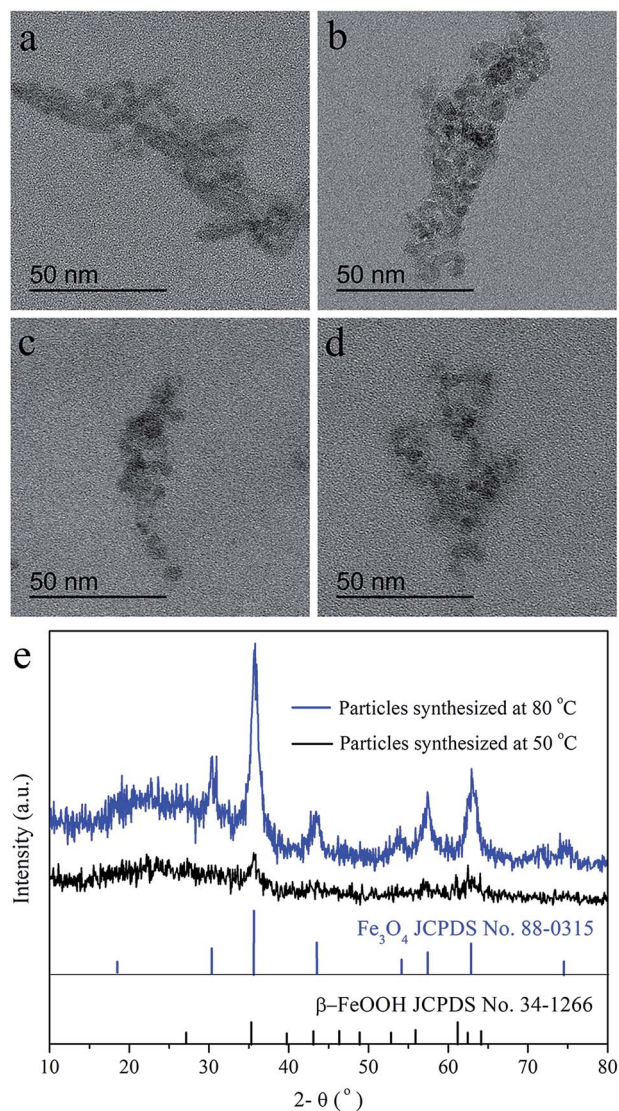 a
b
50 nm
50 nm
c
d
50 nm
50 nm
e
Particles synthesized at 80 °C
Particles synthesized at 50 °C
Intensity (a.u.)
Fe₃O₄ JCPDS No. 88-0315
β–FeOOH JCPDS No. 34-1266
10 20 30 40 50 60 70 80
2- θ (°)